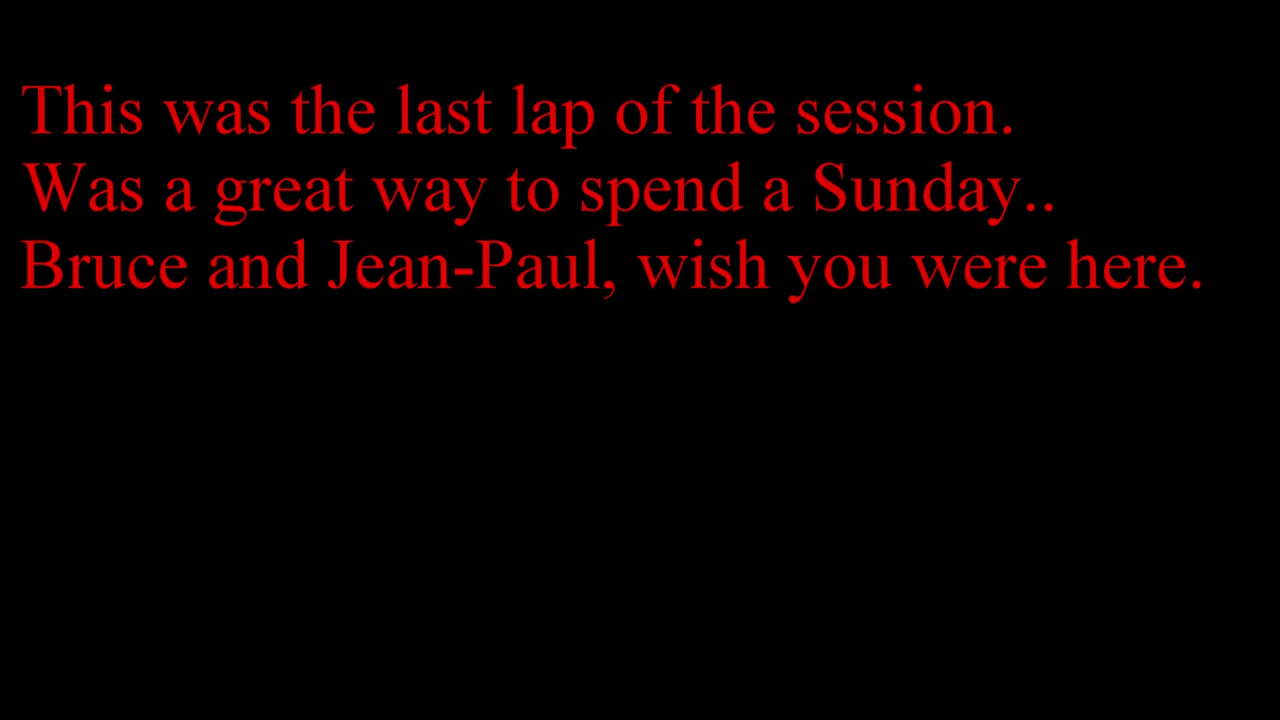 This was the last lap of the session.
Was a great way to spend a Sunday..
Bruce and Jean-Paul, wish you were here.